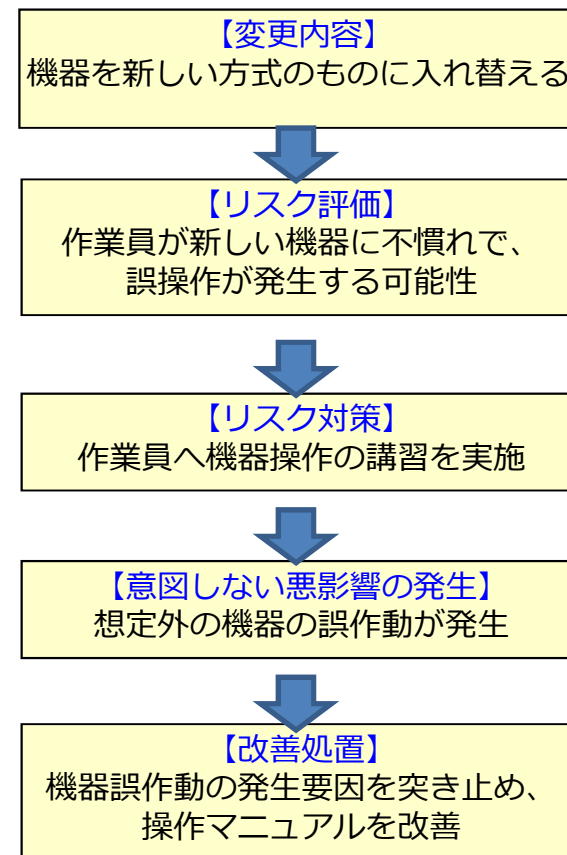 【変更内容】
機器を新しい方式のものに入れ替える
【リスク評価】
作業員が新しい機器に不慣れで、
誤操作が発生する可能性
【リスク対策】
作業員へ機器操作の講習を実施
【意図しない悪影響の発生】
想定外の機器の誤作動が発生
【改善処置】
機器誤作動の発生要因を突き止め、
操作マニュアルを改善